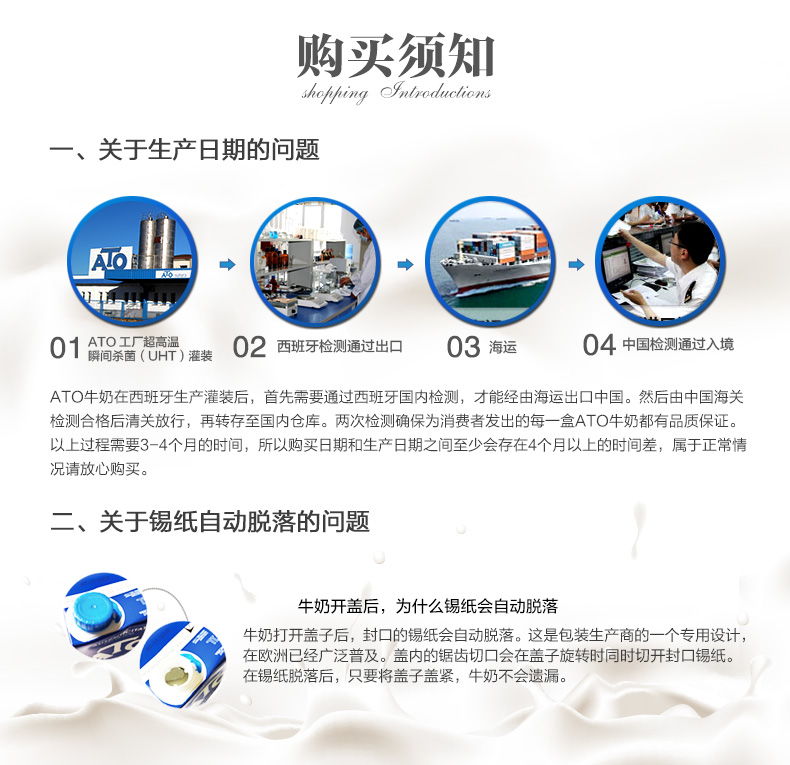 购买须知
shopping Introductions
一、关于生产日期的问题
ATO
ATO
01 ATO 工厂超高温
瞬间杀菌（UHT）灌装
02 西班牙检测通过出口
03 海运
04 中国检测通过入境
ATO牛奶在西班牙生产灌装后，首先需要通过西班牙国内检测，才能经由海运出口中国。然后由中国海关
检测合格后清关放行，再转存至国内仓库。两次检测确保为消费者发出的每一盒ATO牛奶都有品质保证。
以上过程需要3-4个月的时间，所以购买日期和生产日期之间至少会存在4个月以上的时间差，属于正常情
况请放心购买。
二、关于锡纸自动脱落的问题
牛奶开盖后，为什么锡纸会自动脱落
牛奶打开盖子后，封口的锡纸会自动脱落。这是包装生产商的一个专用设计，
在欧洲已经广泛普及。盖内的锯齿切口会在盖子旋转时同时切开封口锡纸。
在锡纸脱落后，只要将盖子盖紧，牛奶不会遗漏。